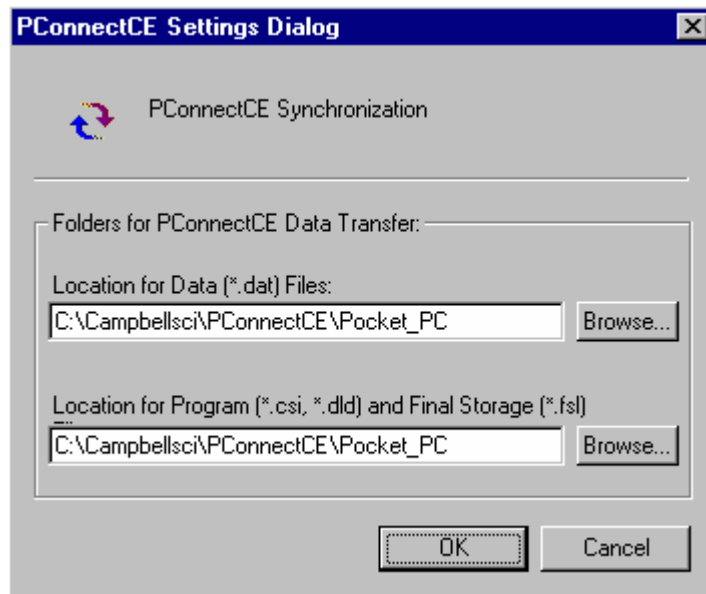 PConnectCE Settings Dialog
PConnectCE Synchronization
Folders for PConnectCE Data Transfer:
Location for Data (*.dat) Files:
C:\Campbellsci\PConnectCE\Pocket_PC
Browse...
Location for Program (*.csi, *.dld) and Final Storage (*.fsl)
C:\Campbellsci\PConnectCE\Pocket_PC
Browse...
OK
Cancel